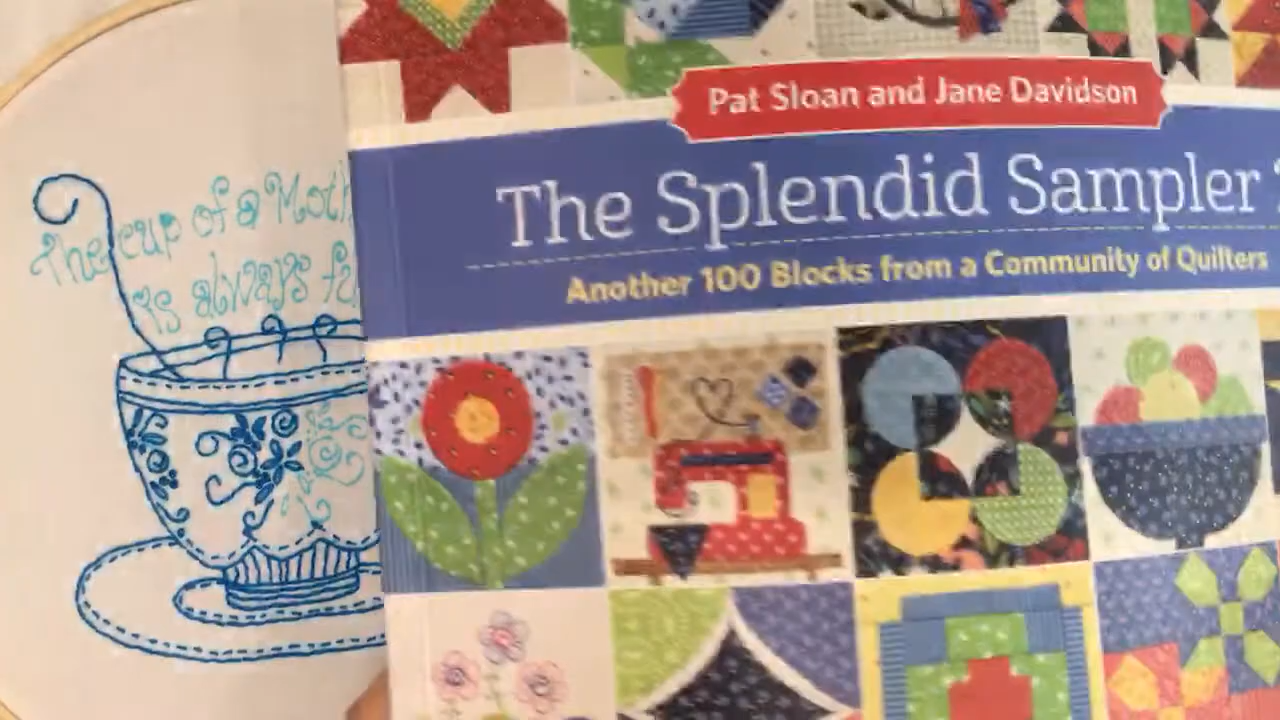 The cup of a Moth
is always fu
Pat Sloan and Jane Davidson
The Splendid Sampler
Another 100 Blocks from a Community of Quilters